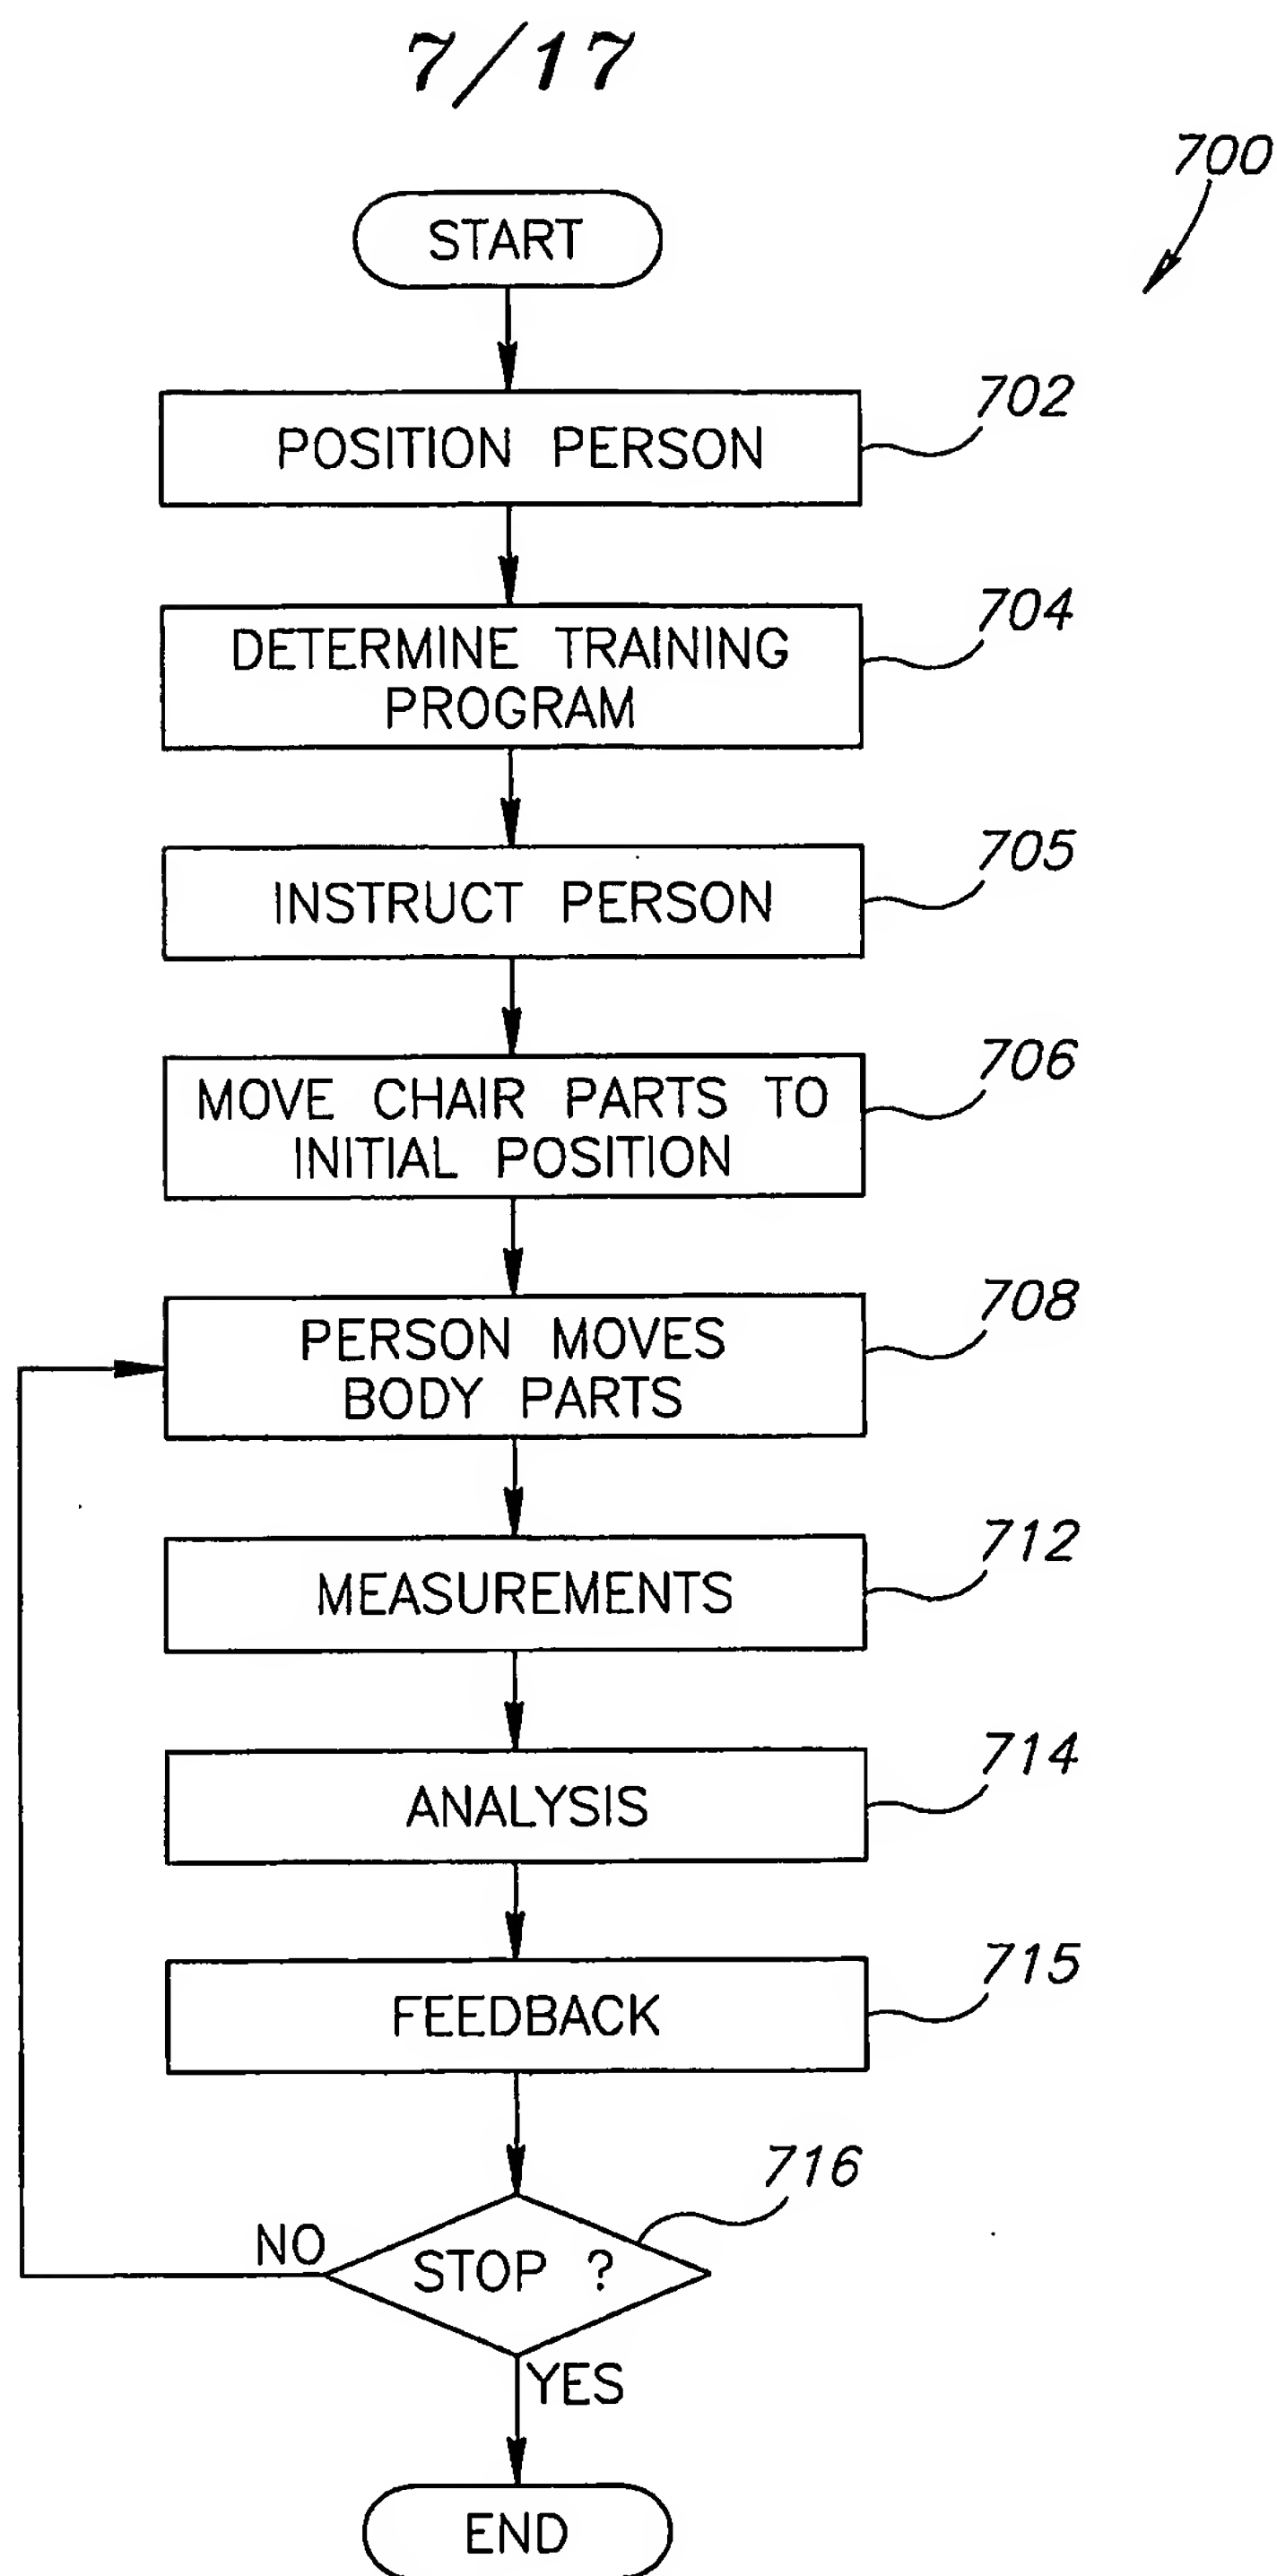 7/17
700
START
702
POSITION PERSON
704
DETERMINE TRAINING
PROGRAM
705
INSTRUCT PERSON
706
MOVE CHAIR PARTS TO
INITIAL POSITION
708
PERSON MOVES
BODY PARTS
712
MEASUREMENTS
714
ANALYSIS
715
FEEDBACK
716
NO
STOP ?
YES
END